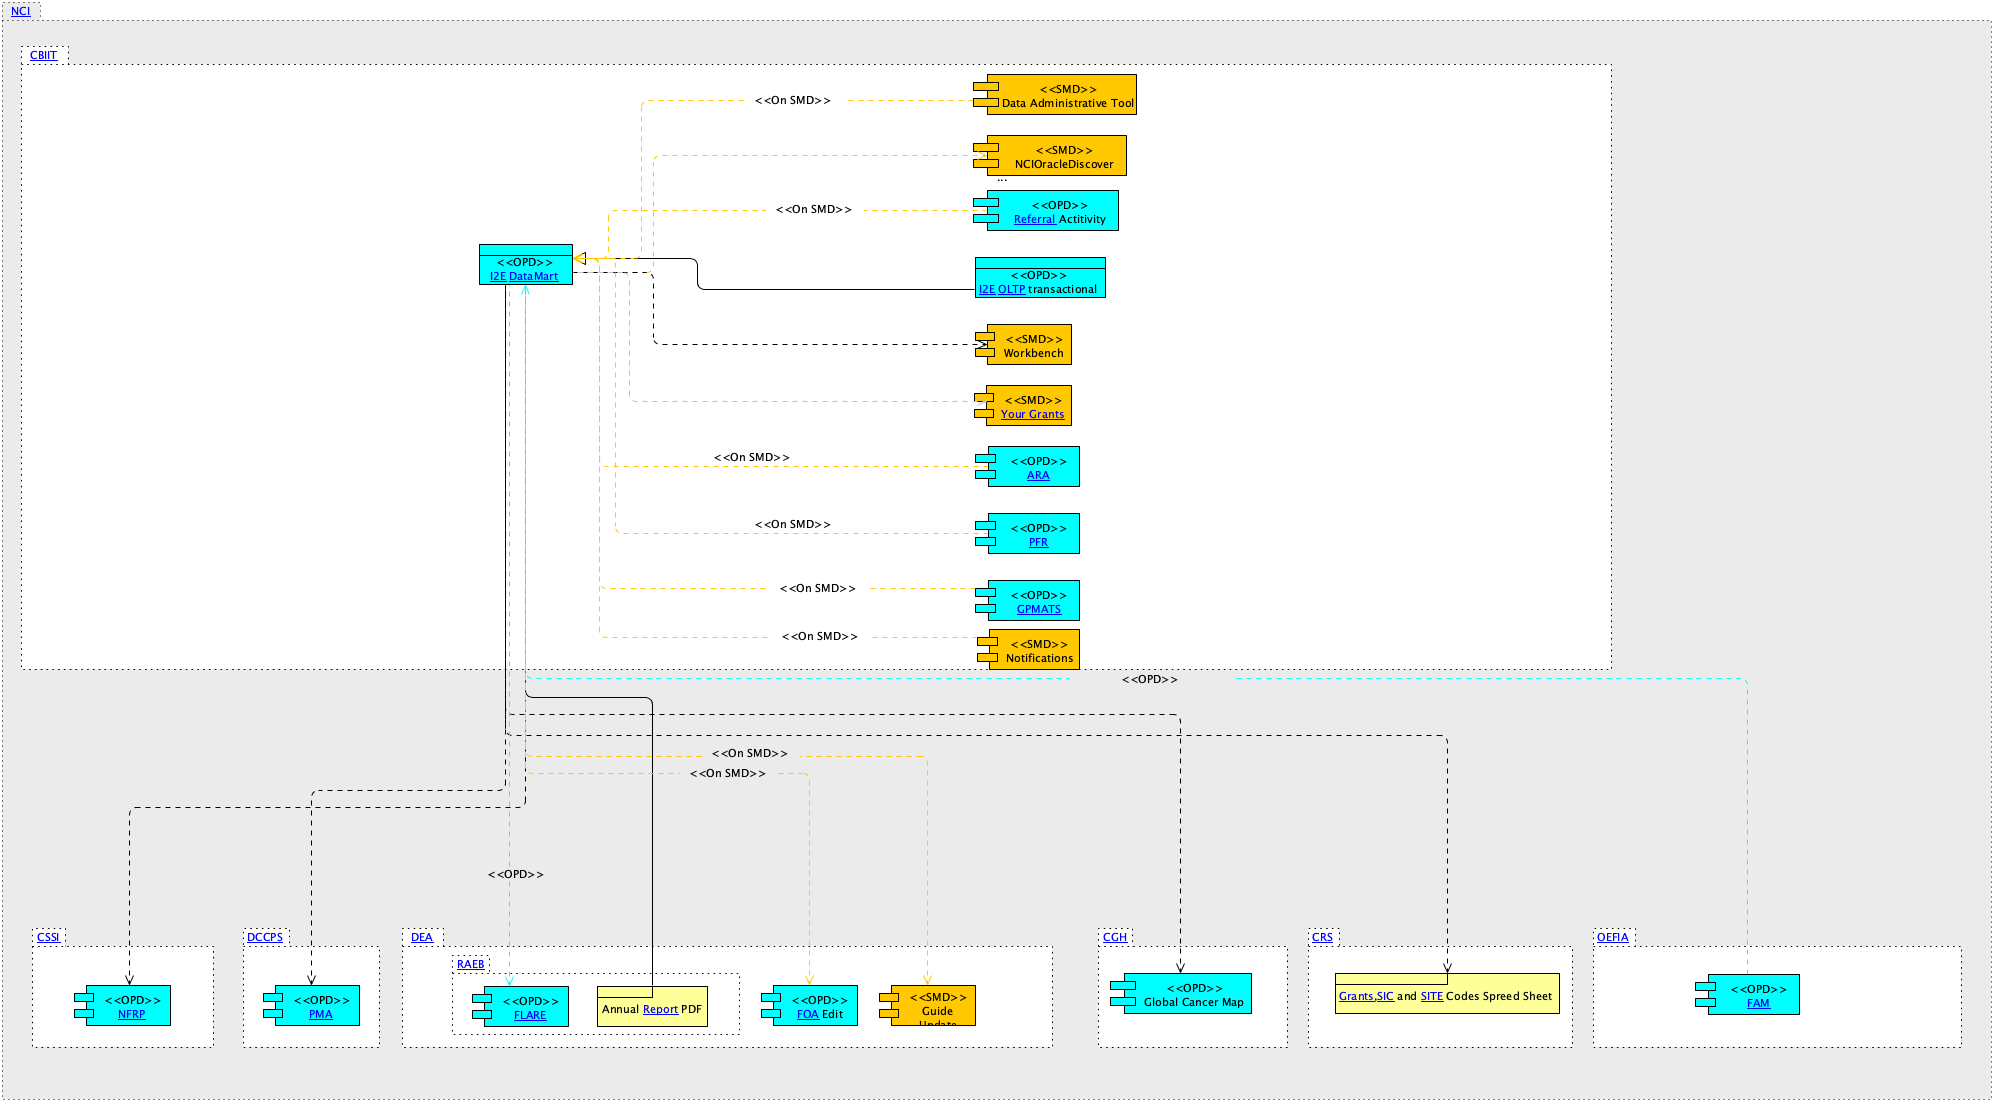 NCI
CBIIT
<<SMD>>
Data Administrative Tool
<<On SMD>>
<<SMD>>
NCIOracleDiscover
...
<<OPD>>
Referral Actitivity
<<On SMD>>
<<OPD>>
I2E DataMart
<<OPD>>
I2E OLTP transactional
<<SMD>>
Workbench
<<SMD>>
Your Grants
<<On SMD>>
<<OPD>>
ARA
<<On SMD>>
<<OPD>>
PFR
<<On SMD>>
<<OPD>>
GPMATS
<<On SMD>>
<<SMD>>
Notifications
<<OPD>>
<<On SMD>>
<<On SMD>>
<<OPD>>
CSSI
<<OPD>>
NFRP
DCCPS
<<OPD>>
PMA
DEA
RAEB
<<OPD>>
FLARE
Annual Report PDF
<<OPD>>
FOA Edit
<<SMD>>
Guide
Update
CGH
<<OPD>>
Global Cancer Map
CRS
Grants,SIC and SITE Codes Spreed Sheet
OEFIA
<<OPD>>
FAM